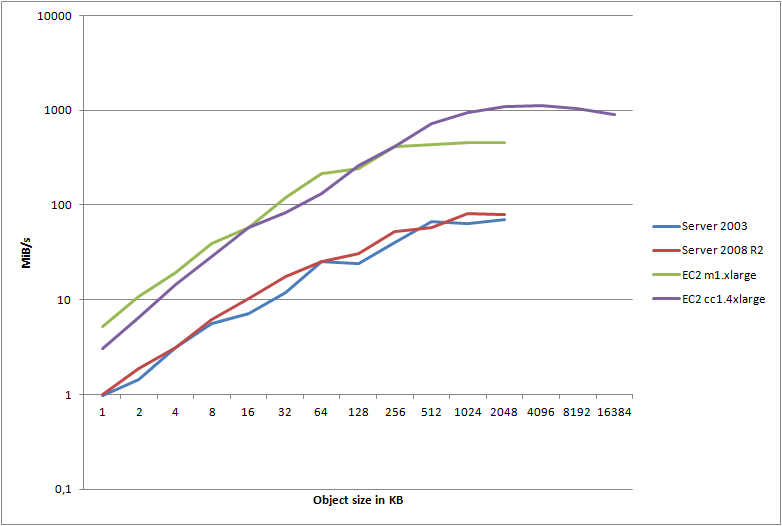 10000
1000
100
10
1
0,1
MiB/s
1 2 4 8 16 32 64 128 256 512 1024 2048 4096 8192 16384
Object size in KB
Server 2003
Server 2008 R2
EC2 m1.xlarge
EC2 cc1.4xlarge